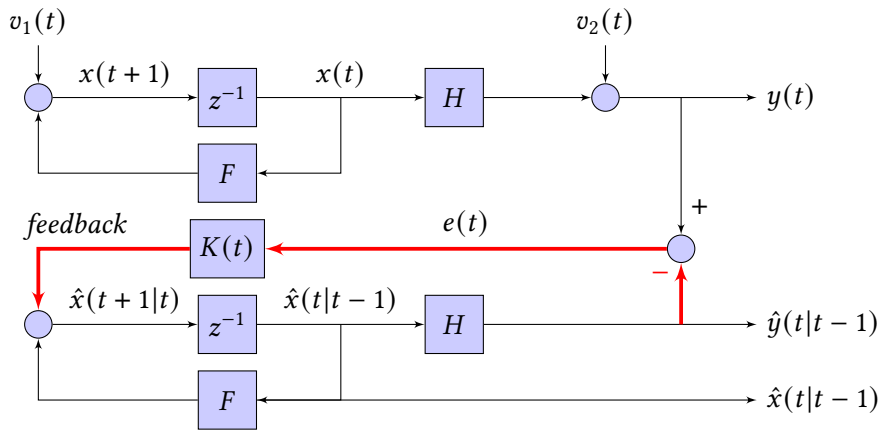 v₁(t)
v₂(t)
x(t + 1)
x(t)
z⁻¹
H
y(t)
F
+
feedback
e(t)
K(t)
−
x̂(t + 1|t)
x̂(t|t − 1)
z⁻¹
H
ŷ(t|t − 1)
F
x̂(t|t − 1)